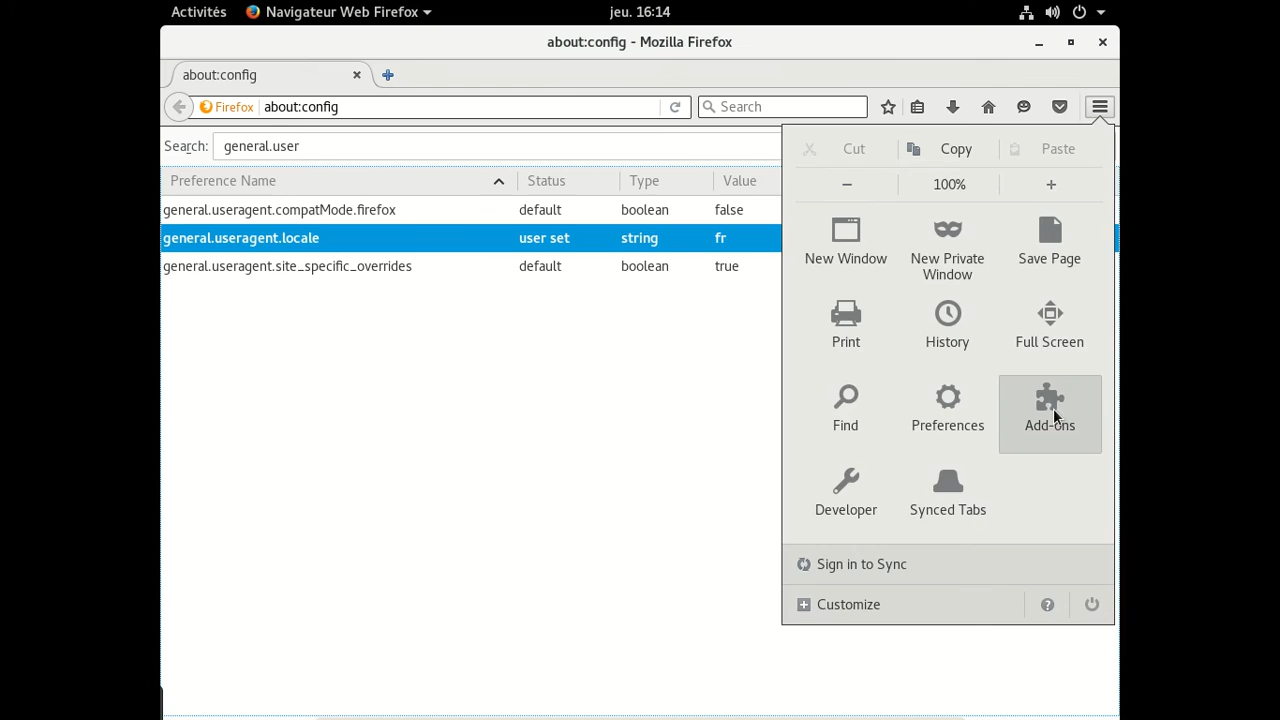 Activités Navigateur Web Firefox jeu. 16:14
about:config - Mozilla Firefox
about:config
Firefox about:config Search
Search: general.user
Preference Name Status Type Value
general.useragent.compatMode.firefox default boolean false
general.useragent.locale user set string fr
general.useragent.site_specific_overrides default boolean true
Cut Copy Paste
− 100% +
New Window New Private Window Save Page
Print History Full Screen
Find Preferences Add-ons
Developer Synced Tabs
Sign in to Sync
Customize